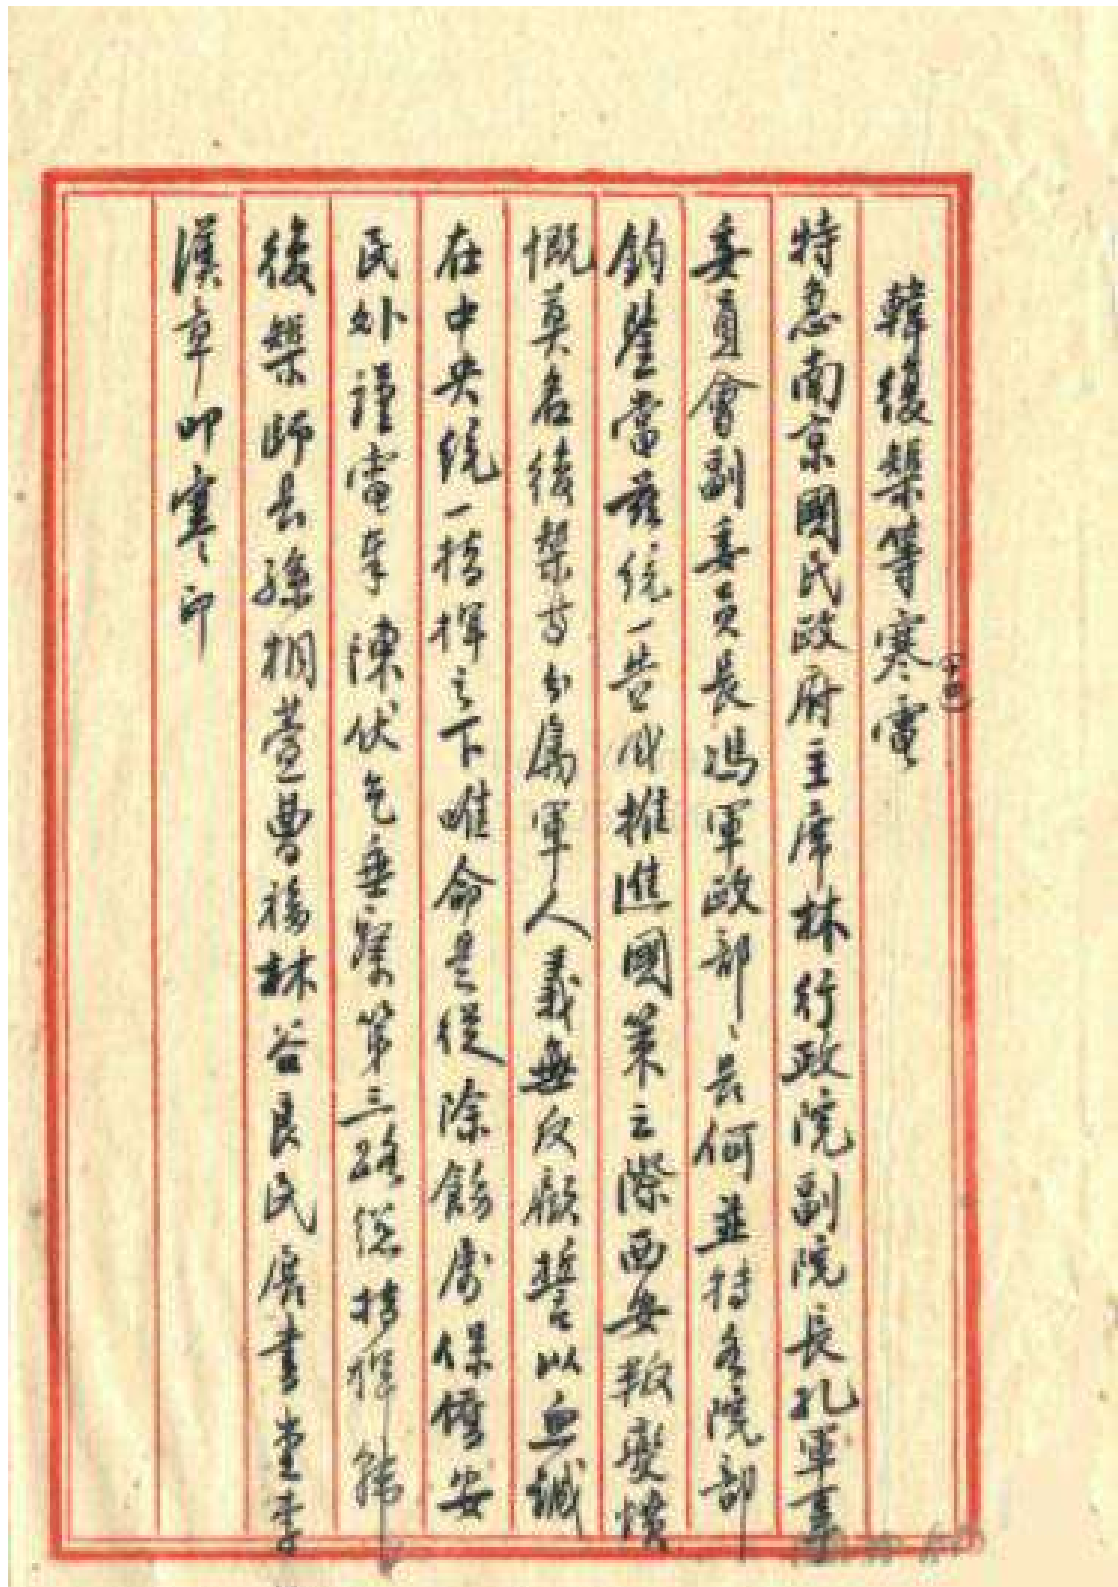 韓復榘等寒電
特急南京國民政府主席林行政院副院長孔軍事
委員會副委員長馮軍政部、長何並轉各院部
鈞鑒當茲統一告成推進國策之際西安叛變憤
慨莫名復榘等分屬軍人義無反顧誓以血誠
在中央統一指揮之下唯命是從除飭屬保僑安
民外謹電奉陳伏乞垂察第三路總指揮韓
復榘師長孫桐萱曹福林谷良民展書堂李
漢章叩寒印